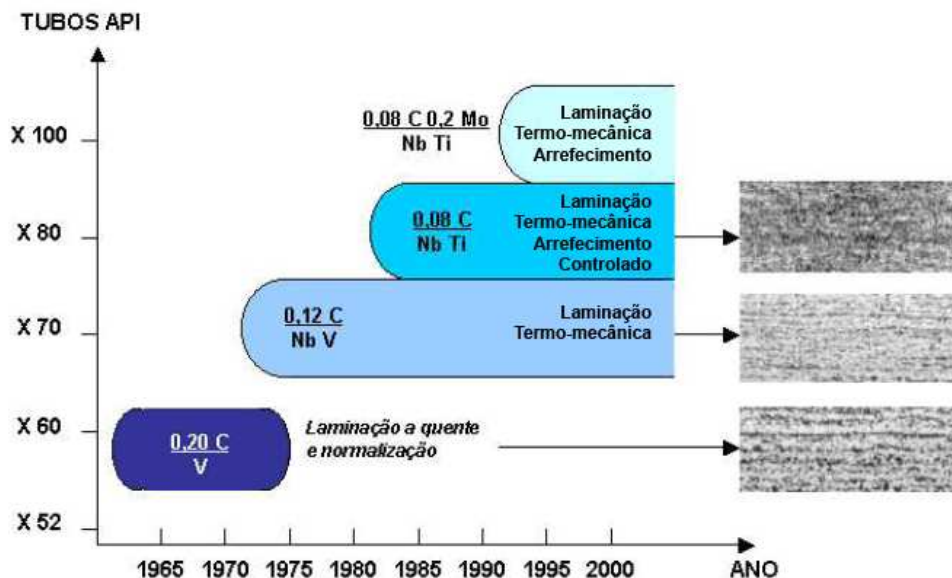 TUBOS API
X 100
0,08 C 0,2 Mo
Nb Ti
Laminação
Termo-mecânica
Arrefecimento
X 80
0,08 C
Nb Ti
Laminação
Termo-mecânica
Arrefecimento
Controlado
X 70
0,12 C
Nb V
Laminação
Termo-mecânica
X 60
0,20 C
V
Laminação a quente
e normalização
X 52
1965 1970 1975 1980 1985 1990 1995 2000 ANO